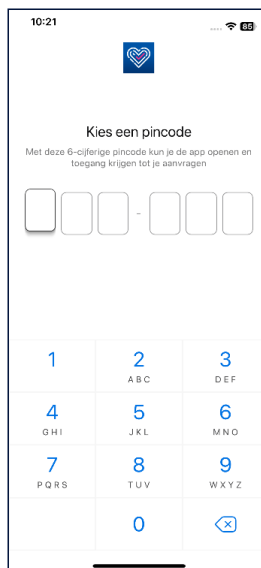 10:21
85
Kies een pincode
Met deze 6-cijferige pincode kun je de app openen en
toegang krijgen tot je aanvragen
-
1
2
3
ABC
DEF
4
5
6
GHI
JKL
MNO
7
8
9
PQRS
TUV
WXYZ
0